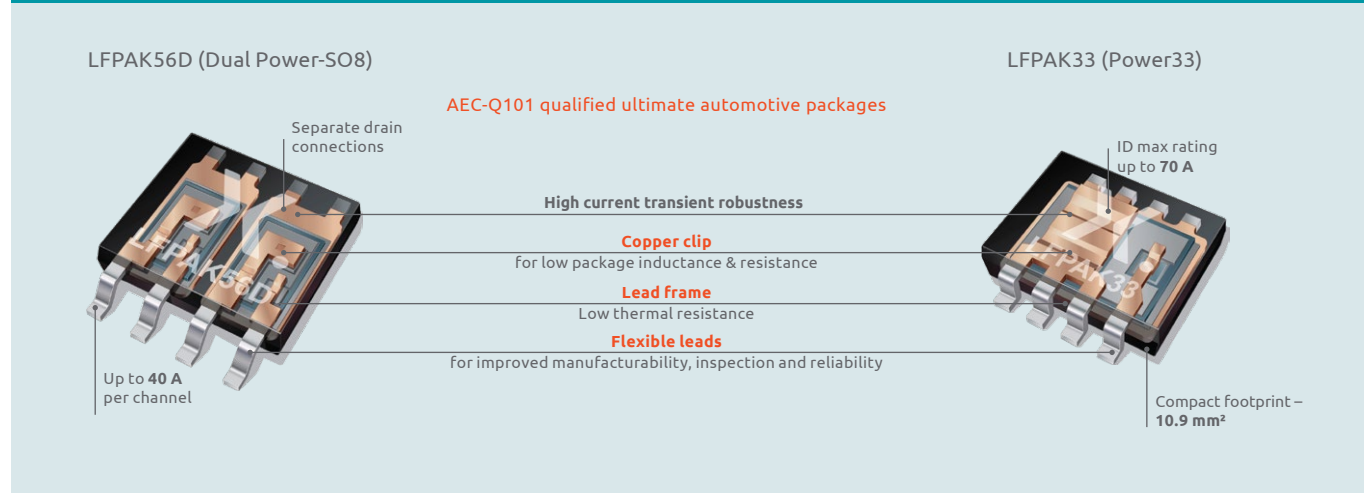 LFPAK56D (Dual Power-SO8)
LFPAK33 (Power33)
AEC-Q101 qualified ultimate automotive packages
Separate drain
connections
ID max rating
up to 70 A
High current transient robustness
Copper clip
for low package inductance & resistance
LFPAK56D
LFPAK33
Lead frame
Low thermal resistance
Flexible leads
for improved manufacturability, inspection and reliability
Up to 40 A
per channel
Compact footprint –
10.9 mm²